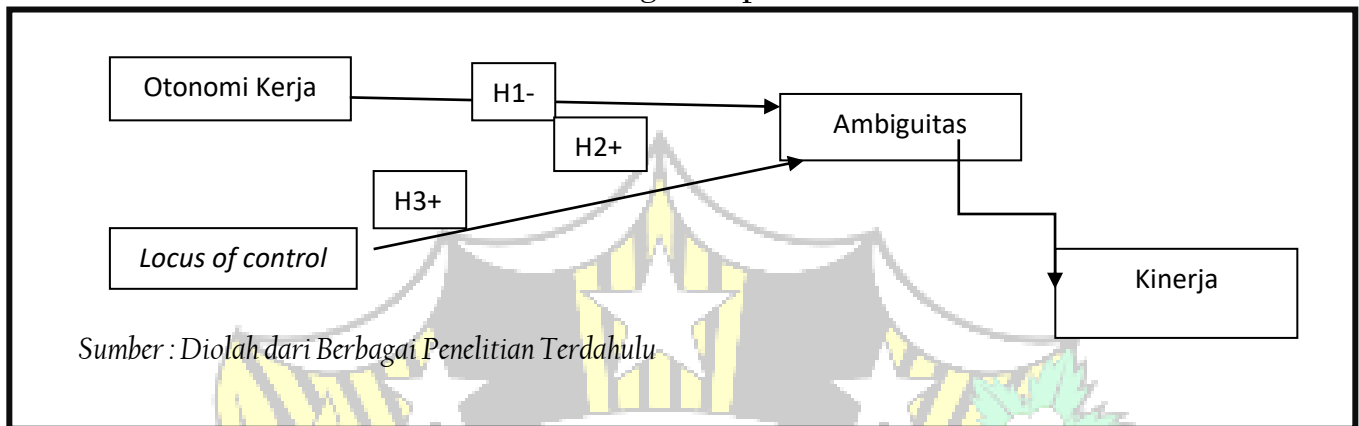 Otonomi Kerja
H1-
Ambiguitas
H2+
H3+
Locus of control
Kinerja
Sumber : Diolah dari Berbagai Penelitian Terdahulu